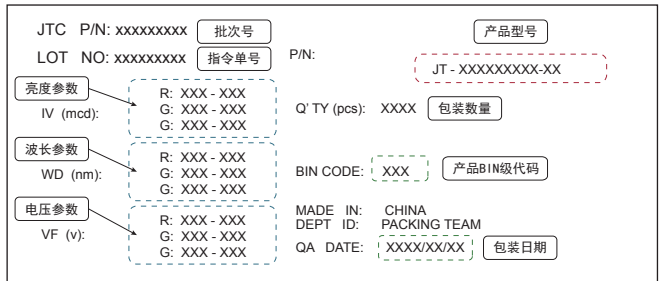 JTC P/N: xxxxxxxxx 批次号
LOT NO: xxxxxxxxx 指令单号
产品型号
P/N:
JT - XXXXXXXXX-XX
亮度参数
IV (mcd):
R: XXX - XXX
G: XXX - XXX
G: XXX - XXX
Q' TY (pcs): XXXX 包装数量
波长参数
WD (nm):
R: XXX - XXX
G: XXX - XXX
G: XXX - XXX
BIN CODE: XXX 产品BIN级代码
电压参数
VF (v):
R: XXX - XXX
G: XXX - XXX
G: XXX - XXX
MADE IN: CHINA
DEPT ID: PACKING TEAM
QA DATE: XXXX/XX/XX 包装日期